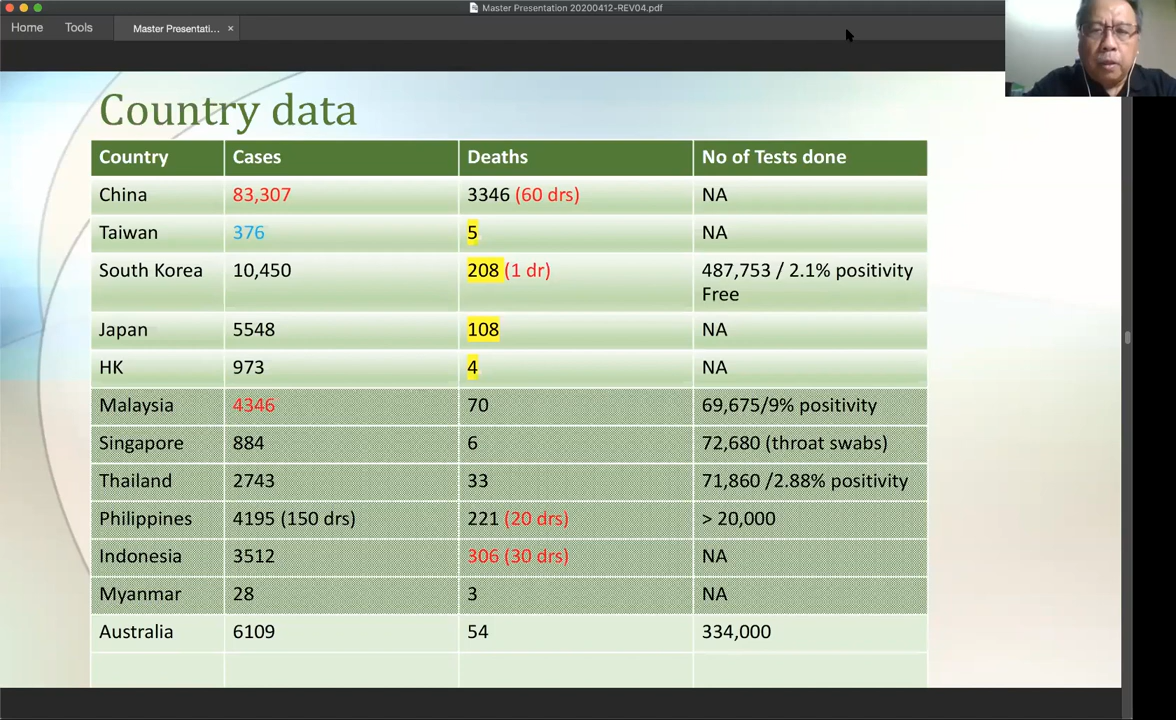 Master Presentation 20200412-REV04.pdf
Home Tools Master Presentati... ×
Country data
Country Cases Deaths No of Tests done
China 83,307 3346 (60 drs) NA
Taiwan 376 5 NA
South Korea 10,450 208 (1 dr) 487,753 / 2.1% positivity
Free
Japan 5548 108 NA
HK 973 4 NA
Malaysia 4346 70 69,675/9% positivity
Singapore 884 6 72,680 (throat swabs)
Thailand 2743 33 71,860 /2.88% positivity
Philippines 4195 (150 drs) 221 (20 drs) > 20,000
Indonesia 3512 306 (30 drs) NA
Myanmar 28 3 NA
Australia 6109 54 334,000